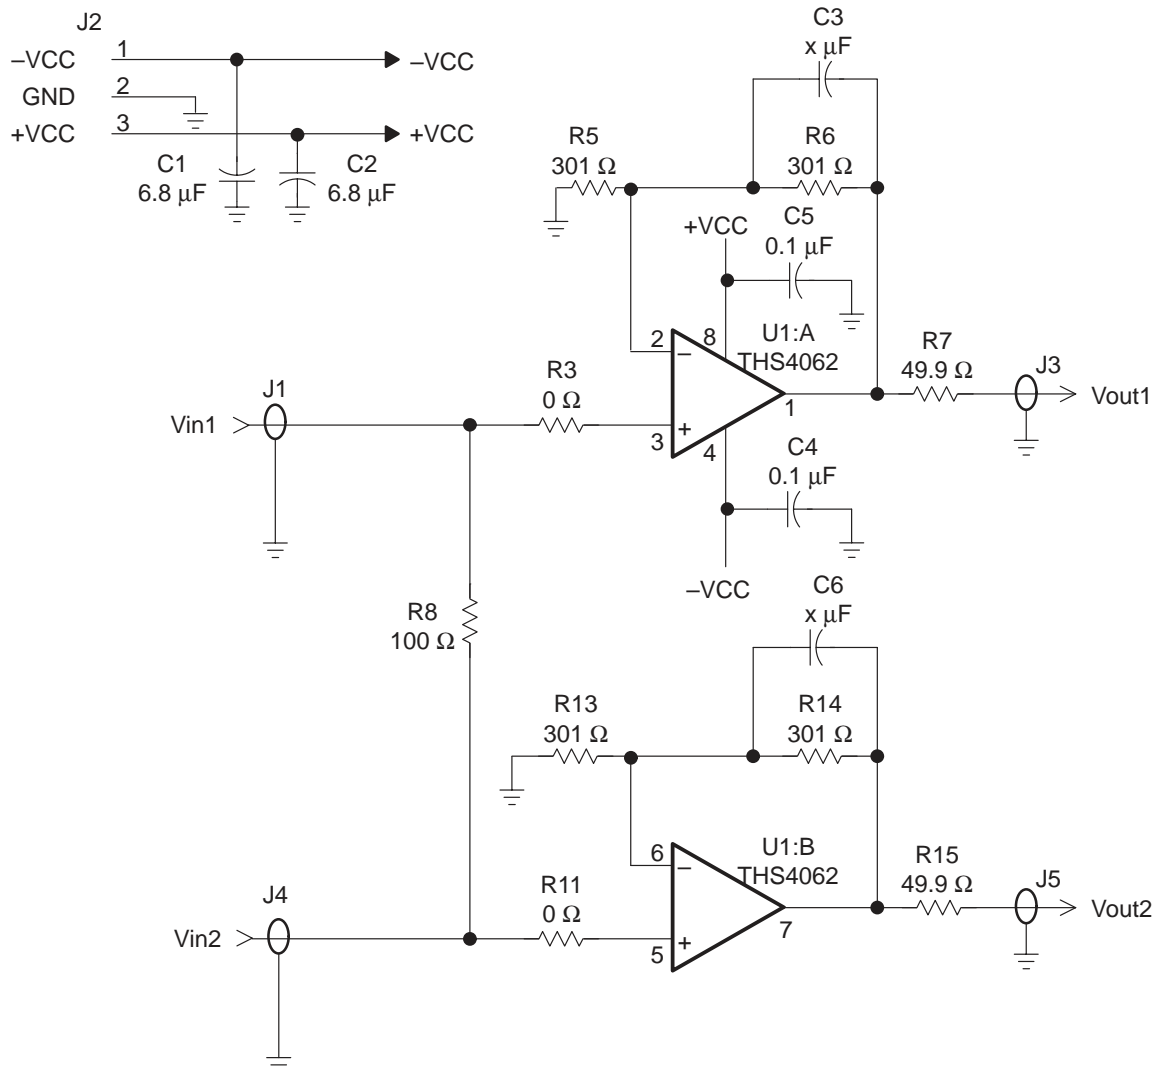 J2
–VCC
1
–VCC
GND
2
+VCC
3
+VCC
C1
6.8 μF
C2
6.8 μF
C3
x μF
R5
301 Ω
R6
301 Ω
C5
0.1 μF
+VCC
U1:A
THS4062
2
8
–
R7
49.9 Ω
J3
Vout1
R3
0 Ω
J1
Vin1
1
+
3
4
C4
0.1 μF
–VCC
R8
100 Ω
C6
x μF
R13
301 Ω
R14
301 Ω
U1:B
THS4062
6
–
R15
49.9 Ω
J5
Vout2
R11
0 Ω
J4
Vin2
7
+
5